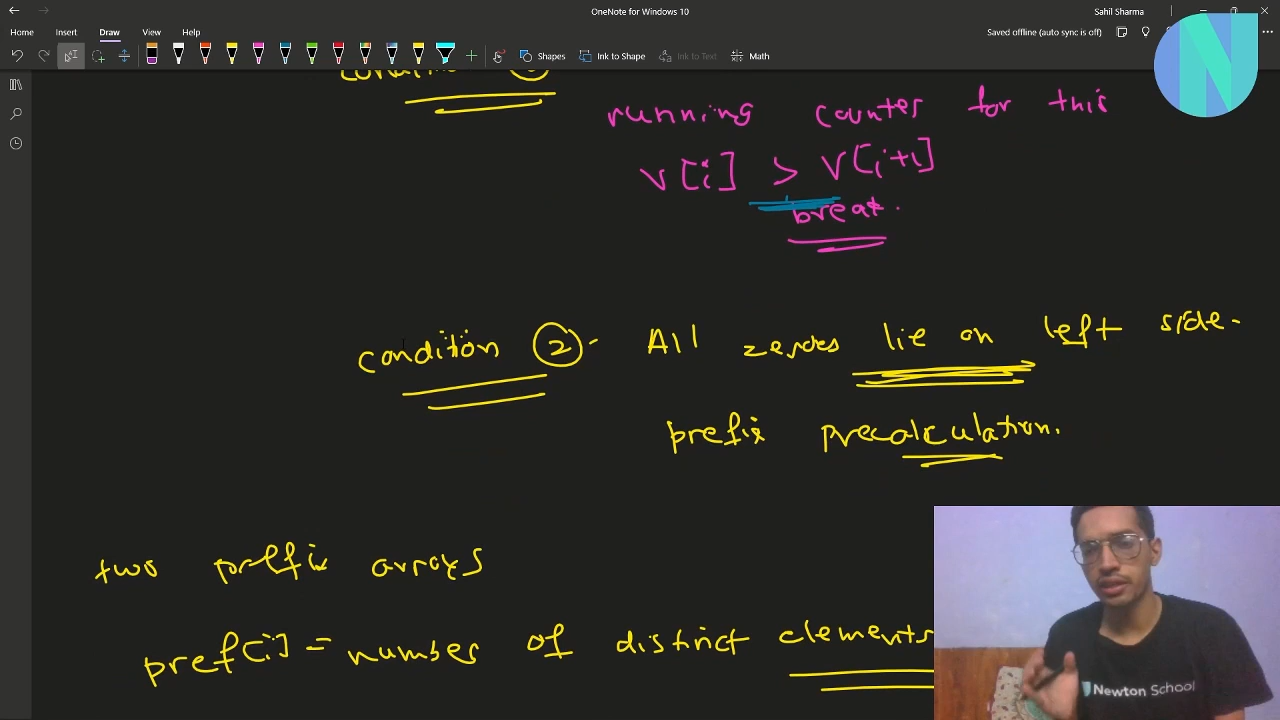 OneNote for Windows 10
Sahil Sharma
Home Insert Draw View Help
Saved offline (auto sync is off)
Shapes Ink to Shape Ink to Text Math
running counter for this
v[i] > v[i+1]
break.
condition 2 - All zeroes lie on left side.
prefix precalculation.
two prefix arrays
pref[i] = number of distinct elements
Newton School